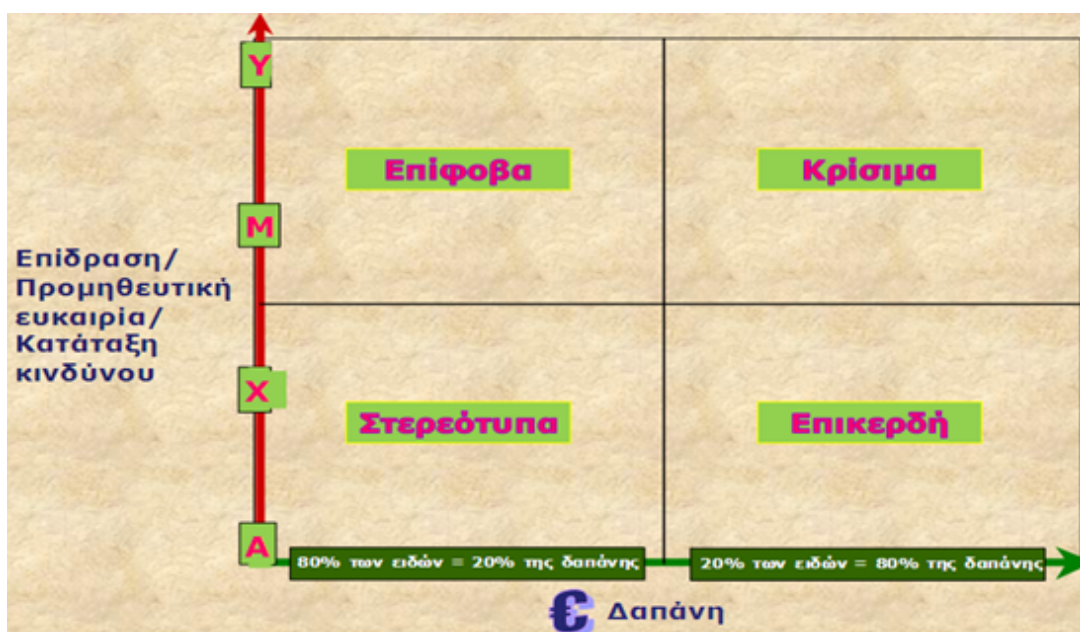 Υ
Επίφοβα
Κρίσιμα
Μ
Επίδραση/
Προμηθευτική
ευκαιρία/
Κατάταξη
κινδύνου
Χ
Στερεότυπα
Επικερδή
Α
80% των ειδών = 20% της δαπάνης
20% των ειδών = 80% της δαπάνης
€ Δαπάνη